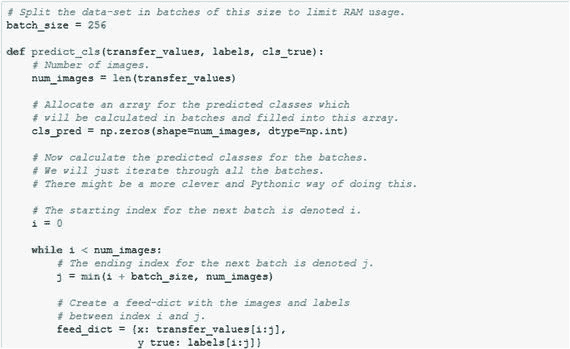 # Split the data-set in batches of this size to limit RAM usage.
batch_size = 256
def predict_cls(transfer_values, labels, cls_true):
# Number of images.
num_images = len(transfer_values)
# Allocate an array for the predicted classes which
# will be calculated in batches and filled into this array.
cls_pred = np.zeros(shape=num_images, dtype=np.int)
# Now calculate the predicted classes for the batches.
# We will just iterate through all the batches.
# There might be a more clever and Pythonic way of doing this.
# The starting index for the next batch is denoted i.
i = 0
while i < num_images:
# The ending index for the next batch is denoted j.
j = min(i + batch_size, num_images)
# Create a feed-dict with the images and labels
# between index i and j.
feed_dict = {x: transfer_values[i:j],
y_true: labels[i:j]}